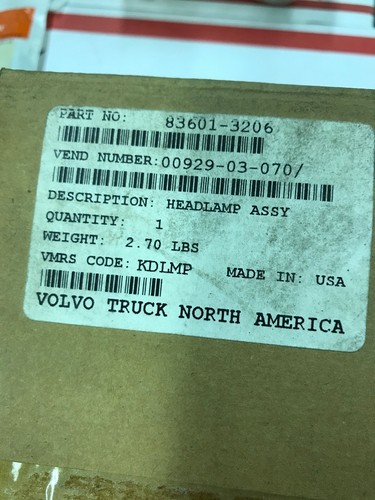 PART NO: 83601-3206
VEND NUMBER:00929-03-070/
DESCRIPTION: HEADLAMP ASSY
QUANTITY: 1
WEIGHT: 2.70 LBS
VMRS CODE: KDLMP MADE IN: USA
VOLVO TRUCK NORTH AMERICA